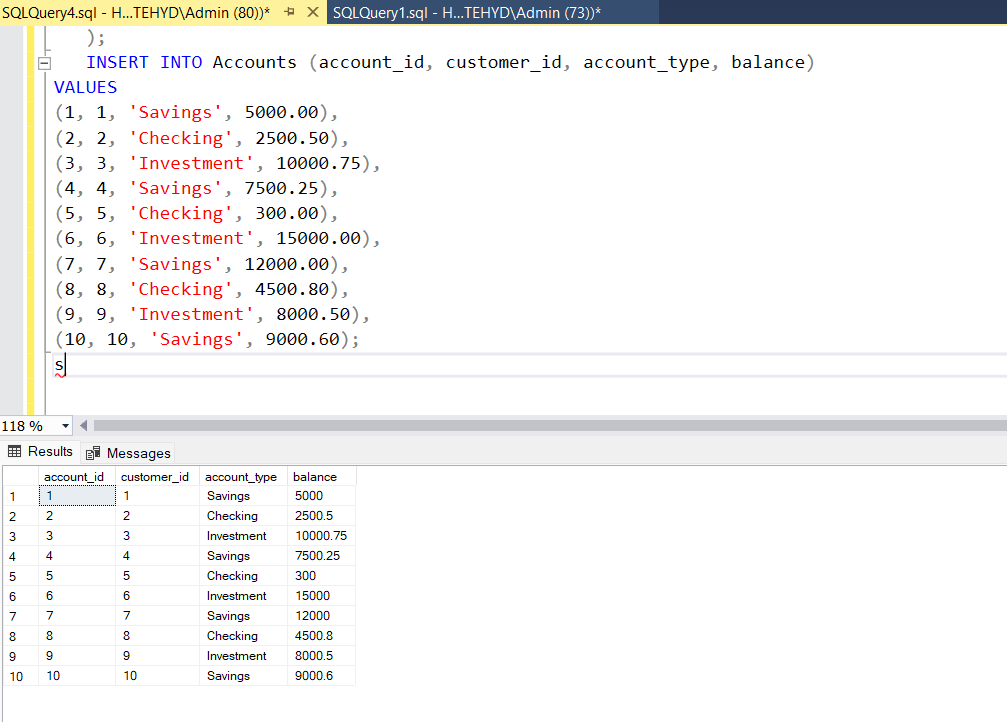 SQLQuery4.sql - H...TEHYD\Admin (80))* SQLQuery1.sql - H...TEHYD\Admin (73))*
);
INSERT INTO Accounts (account_id, customer_id, account_type, balance)
VALUES
(1, 1, 'Savings', 5000.00),
(2, 2, 'Checking', 2500.50),
(3, 3, 'Investment', 10000.75),
(4, 4, 'Savings', 7500.25),
(5, 5, 'Checking', 300.00),
(6, 6, 'Investment', 15000.00),
(7, 7, 'Savings', 12000.00),
(8, 8, 'Checking', 4500.80),
(9, 9, 'Investment', 8000.50),
(10, 10, 'Savings', 9000.60);
s
118 %
Results Messages
account_id customer_id account_type balance
1 1 1 Savings 5000
2 2 2 Checking 2500.5
3 3 3 Investment 10000.75
4 4 4 Savings 7500.25
5 5 5 Checking 300
6 6 6 Investment 15000
7 7 7 Savings 12000
8 8 8 Checking 4500.8
9 9 9 Investment 8000.5
10 10 10 Savings 9000.6